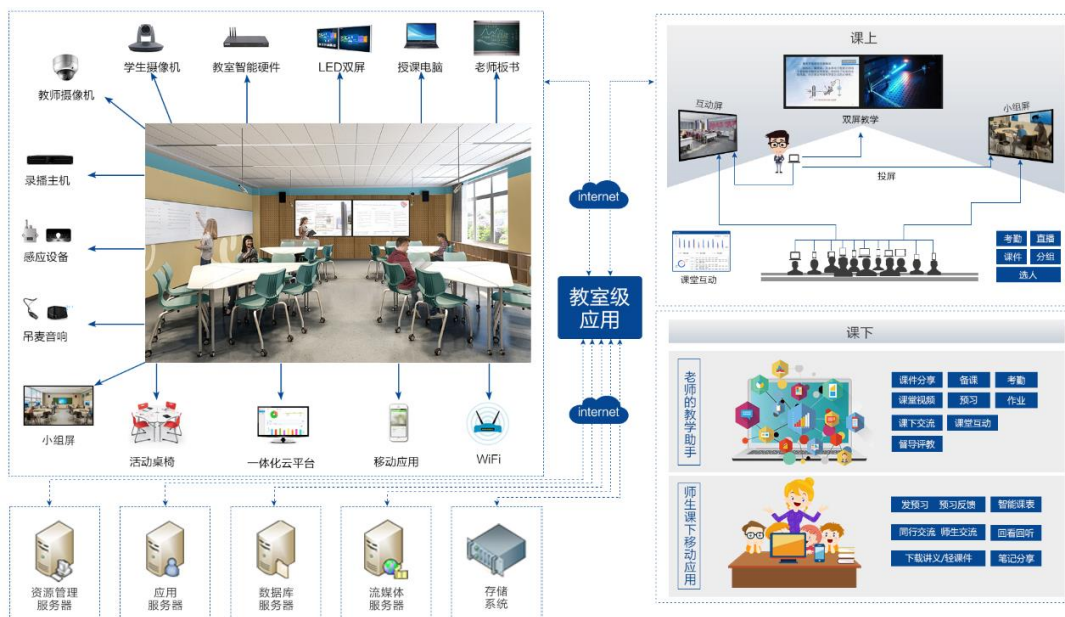 学生摄像机
教室智能硬件
LED双屏
授课电脑
老师板书
教师摄像机
录播主机
感应设备
吊麦音响
小组屏
活动桌椅
一体化云平台
移动应用
WiFi
internet
教室级
应用
internet
资源管理
服务器
应用
服务器
数据库
服务器
流媒体
服务器
存储
系统
课上
互动屏
双屏教学
小组屏
投屏
课堂互动
考勤
直播
课件
分组
选人
课下
老师的教学助手
课件分享
备课
考勤
课堂视频
预习
作业
课下交流
课堂互动
督导评教
师生课下移动应用
发预习 预习反馈
智能课表
同行交流 师生交流
回看回听
下载讲义/轻课件
笔记分享